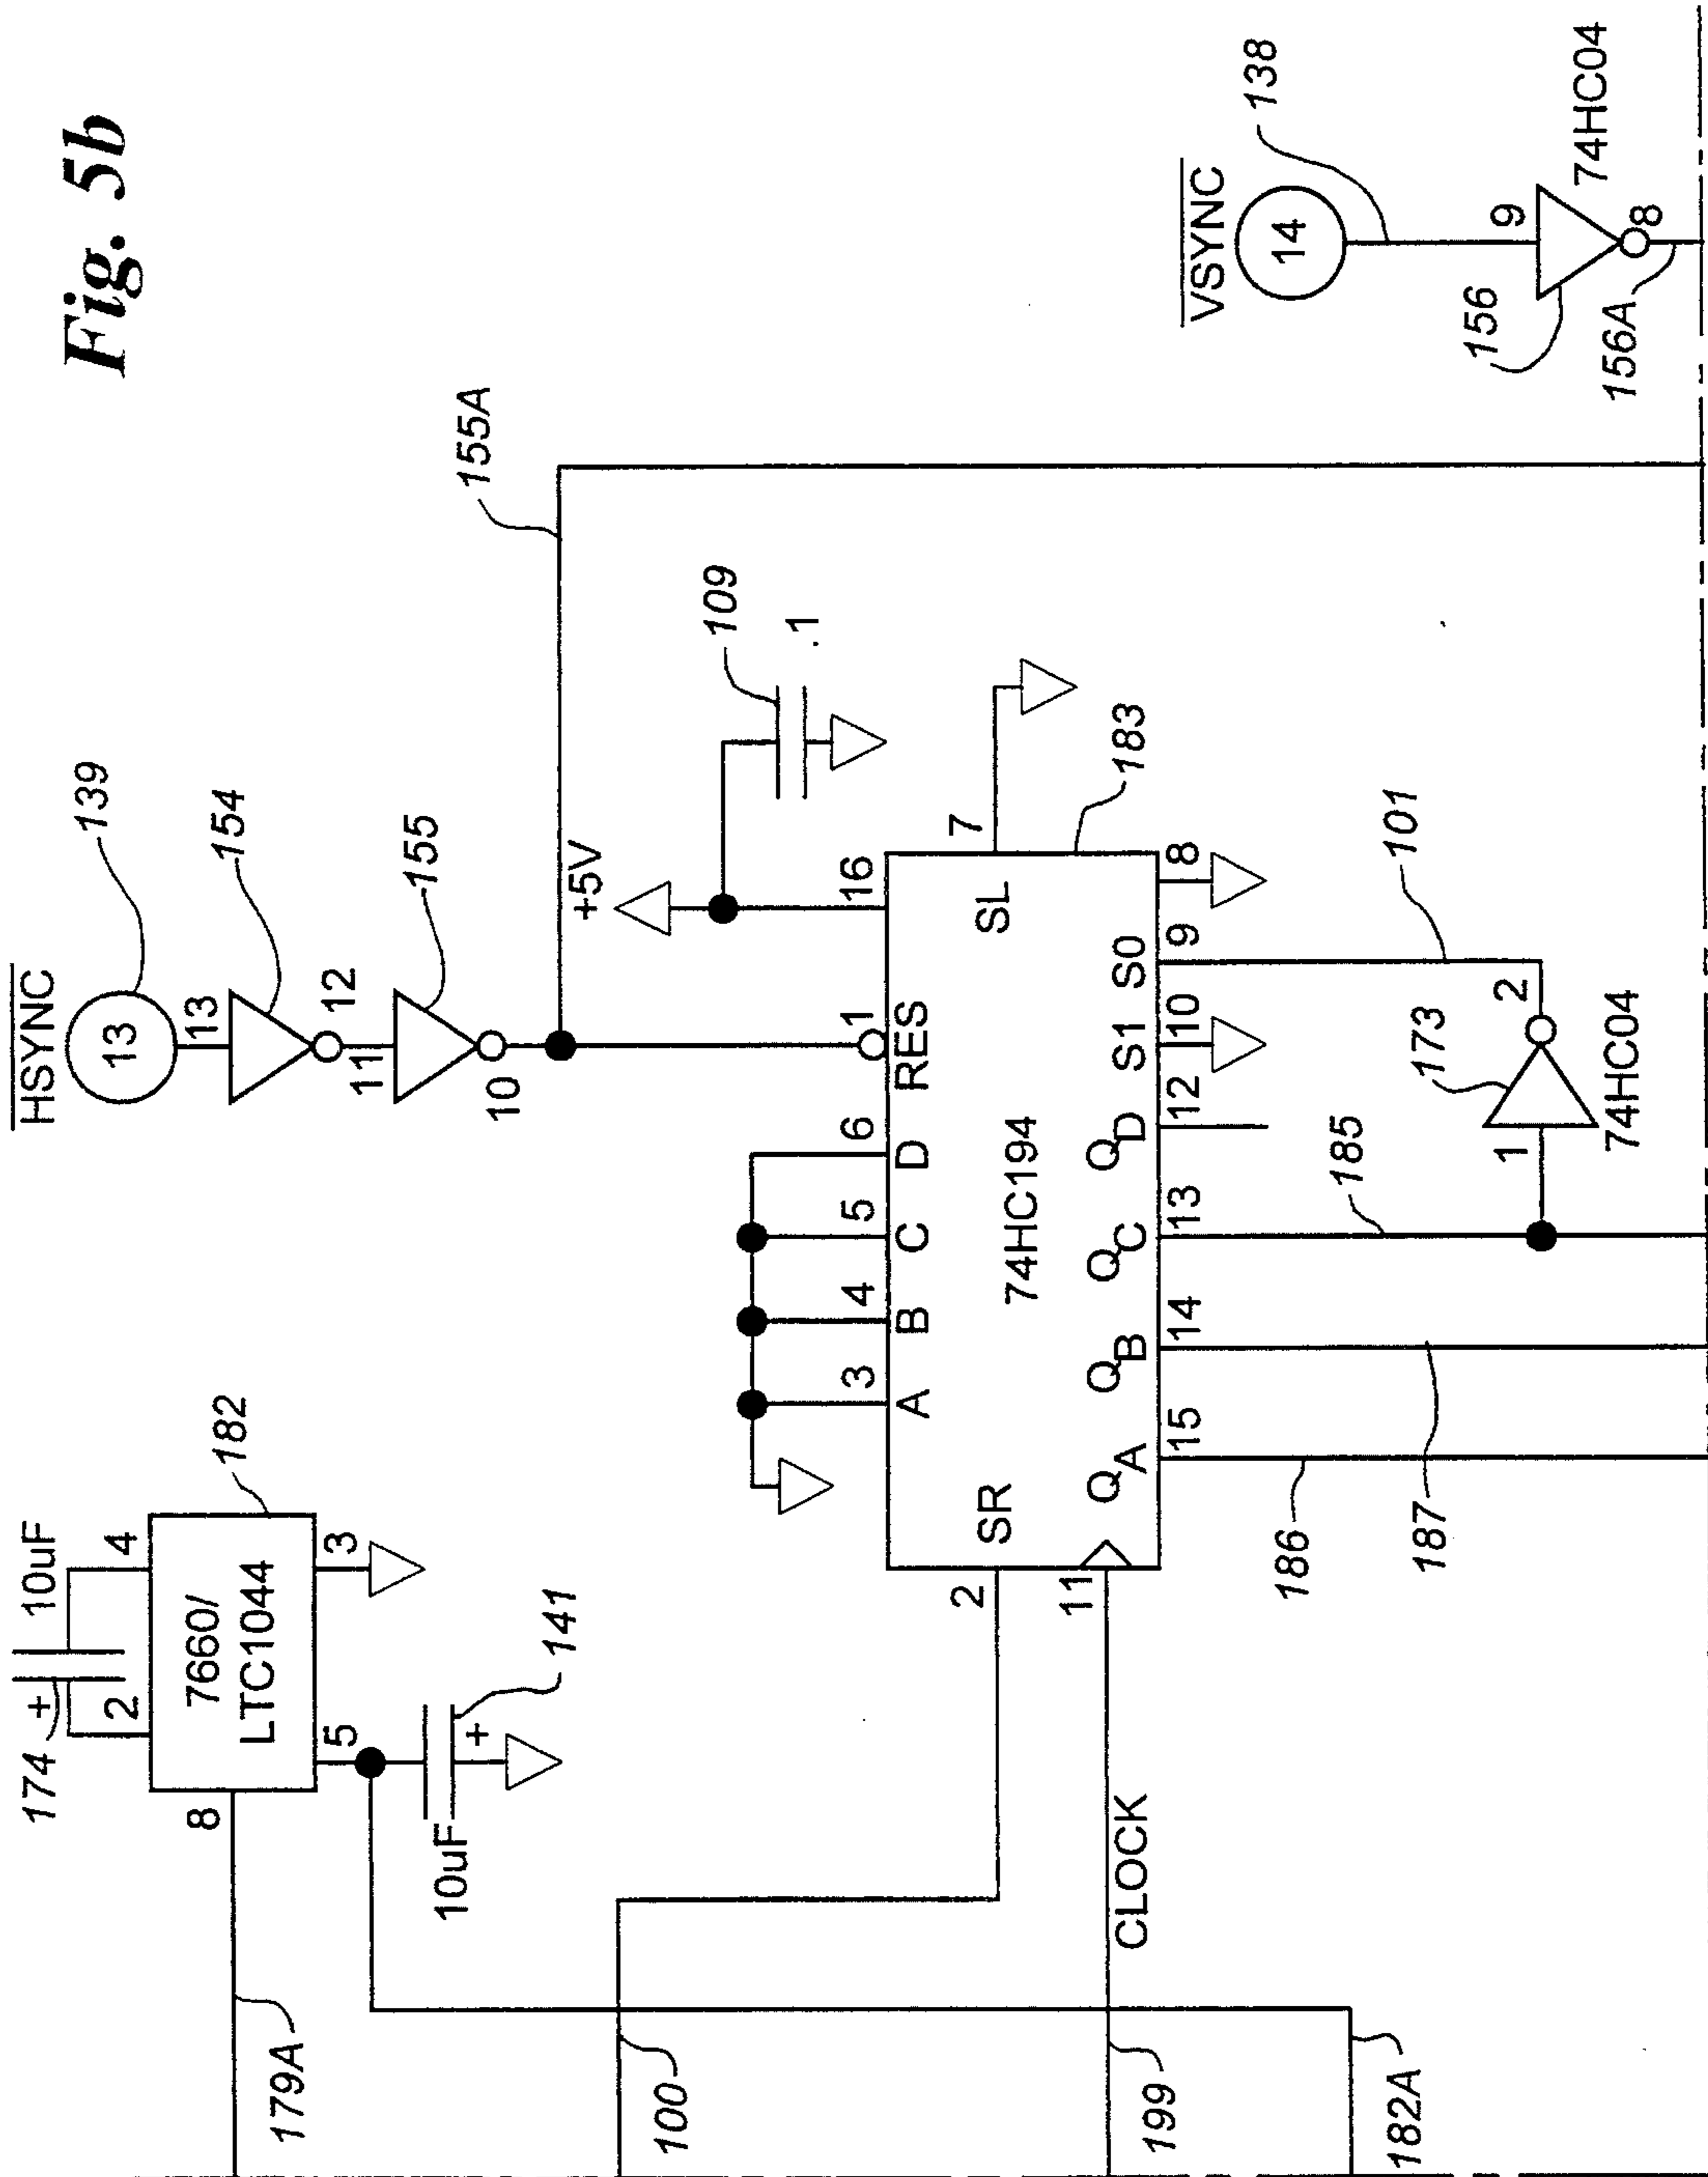 Fig. 5b
HSYNC
13
139
13
154
12
11
155
10
155A
174
+
10uF
2
4
7660/
LTC1044
182
8
5
3
179A
10uF
+
141
+5V
109
.1
3
4
5
6
1
16
A
B
C
D
RES
SL
7
SR
2
74HC194
183
11
QA
QB
QC
QD
S1
S0
15
14
13
12
10
9
8
100
CLOCK
199
182A
186
187
185
1
173
2
74HC04
101
VSYNC
14
138
9
156
8
74HC04
156A